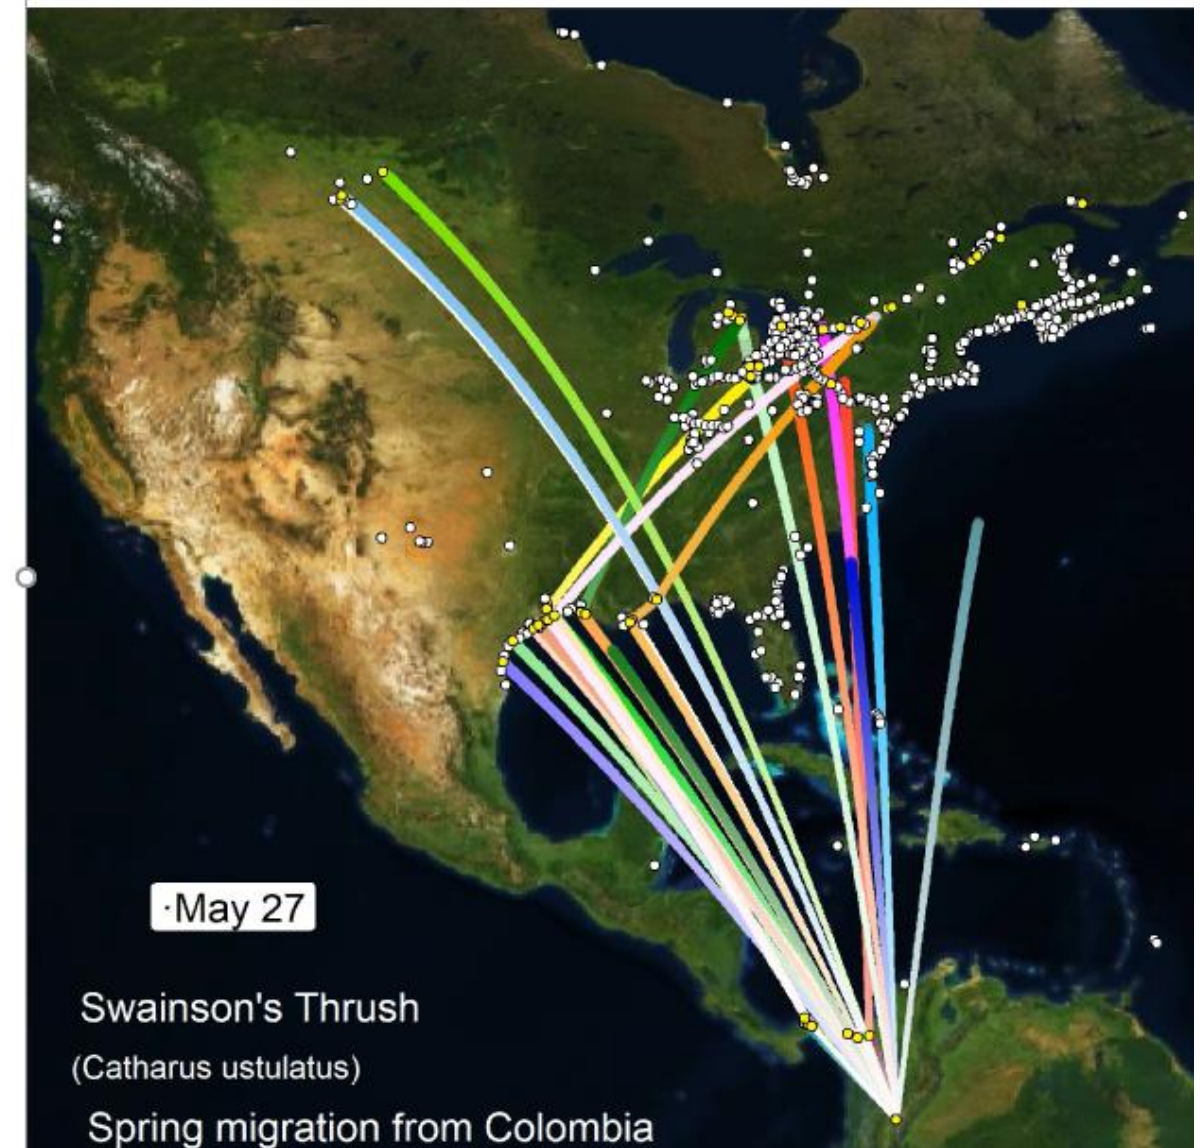 ·May 27
Swainson's Thrush
(Catharus ustulatus)
Spring migration from Colombia